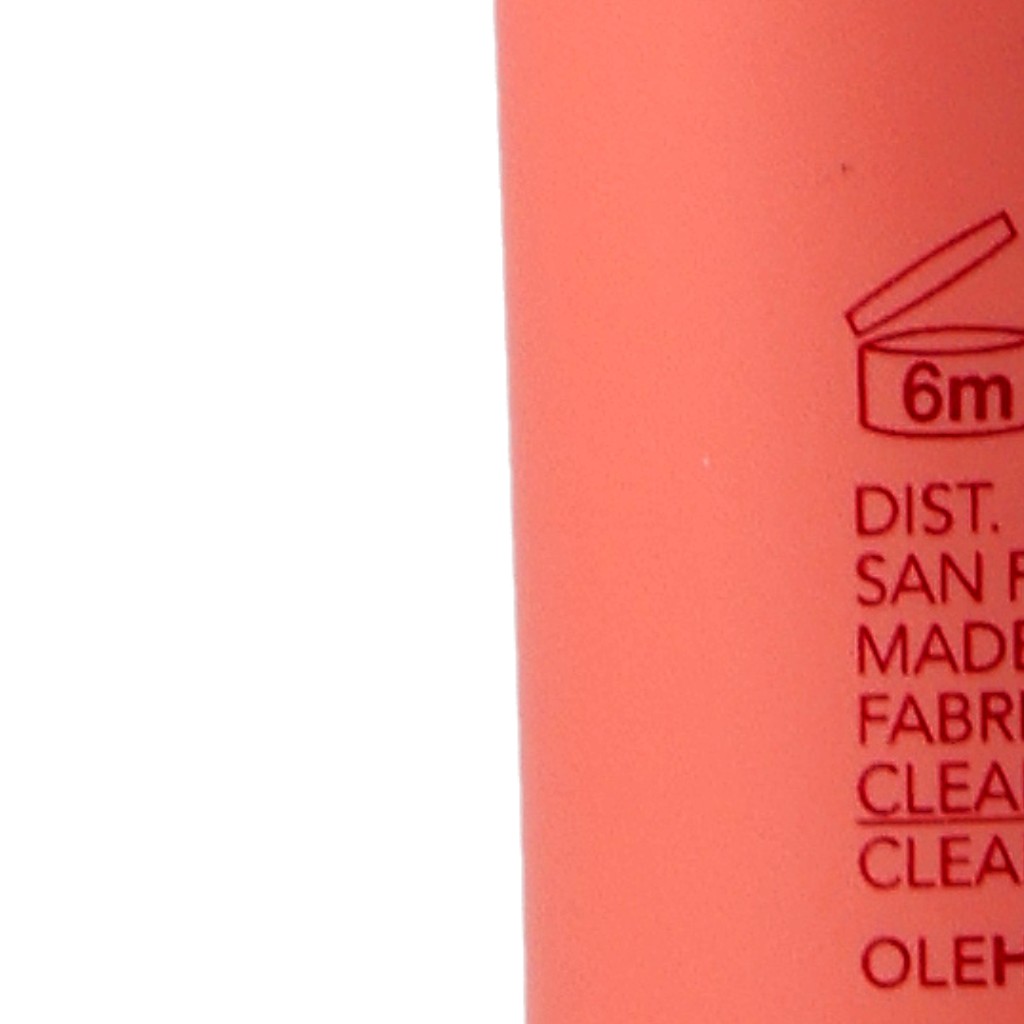 6m
DIST.
SAN F
MADE
FABRI
CLEA
CLEA
OLEH